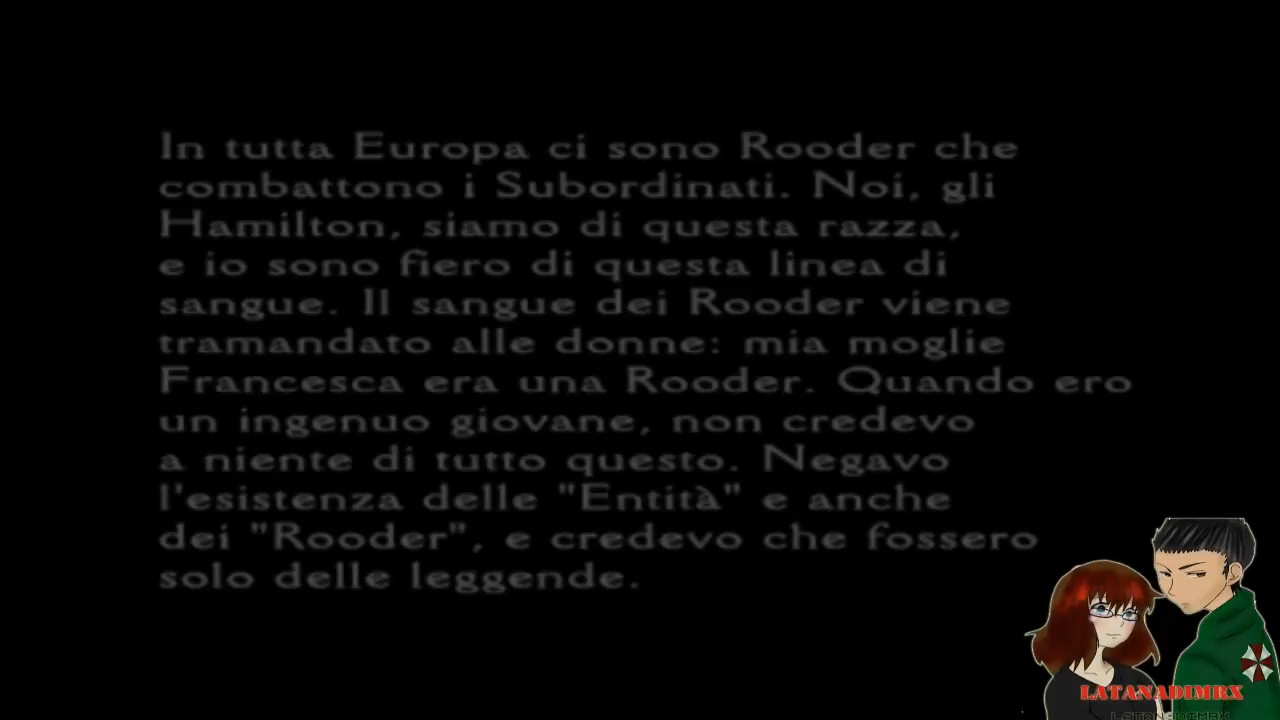 In tutta Europa ci sono Rooder che
combattono i Subordinati. Noi, gli
Hamilton, siamo di questa razza,
e io sono fiero di questa linea di
sangue. Il sangue dei Rooder viene
tramandato alle donne: mia moglie
Francesca era una Rooder. Quando ero
un ingenuo giovane, non credevo
a niente di tutto questo. Negavo
l'esistenza delle "Entità" e anche
dei "Rooder", e credevo che fossero
solo delle leggende.
LATANADIMRX
LATANADIMRX